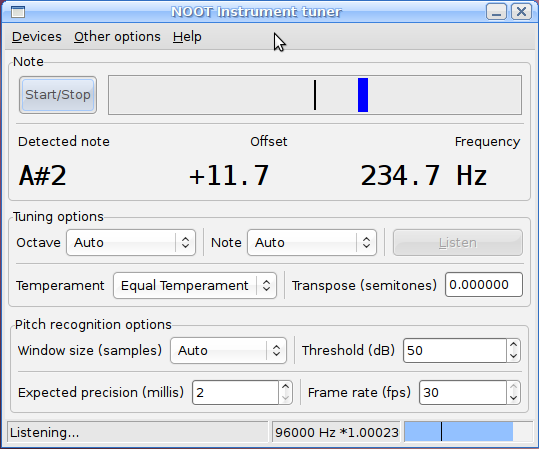 NOOT Instrument tuner
Devices Other options Help
Note
Start/Stop
Detected note Offset Frequency
A#2 +11.7 234.7 Hz
Tuning options
Octave Auto Note Auto Listen
Temperament Equal Temperament Transpose (semitones) 0.000000
Pitch recognition options
Window size (samples) Auto Threshold (dB) 50
Expected precision (millis) 2 Frame rate (fps) 30
Listening... 96000 Hz *1.00023